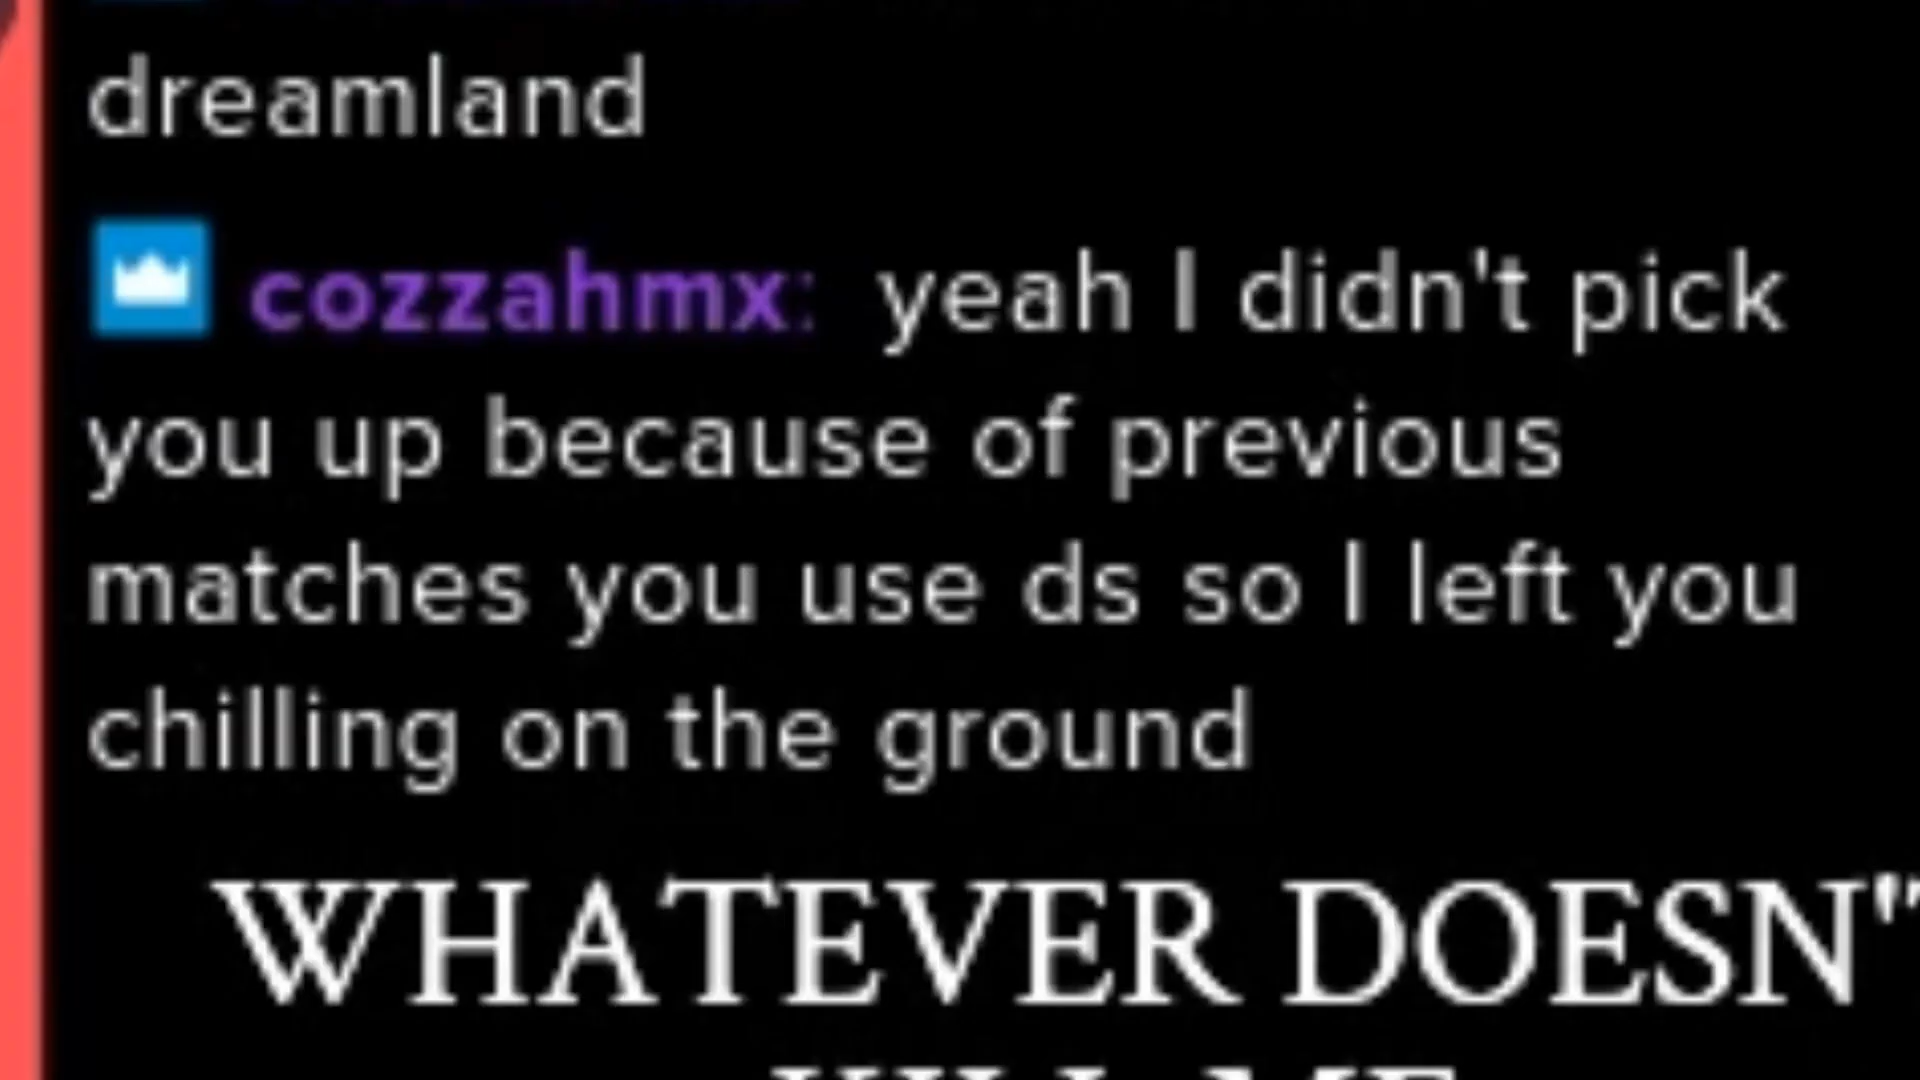 dreamland
cozzahmx: yeah I didn't pick
you up because of previous
matches you use ds so I left you
chilling on the ground
WHATEVER DOESN"